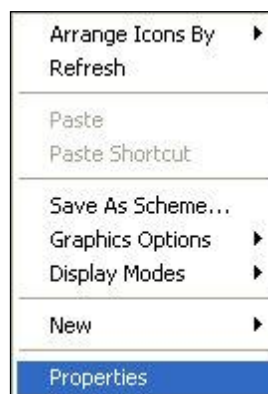 Arrange Icons By
Refresh
Paste
Paste Shortcut
Save As Scheme...
Graphics Options
Display Modes
New
Properties